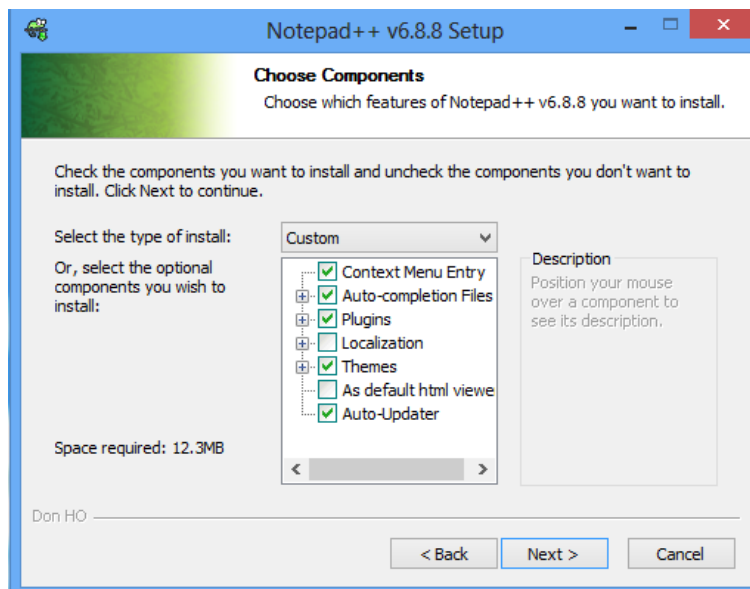 Notepad++ v6.8.8 Setup
Choose Components
Choose which features of Notepad++ v6.8.8 you want to install.
Check the components you want to install and uncheck the components you don't want to
install. Click Next to continue.
Select the type of install:
Custom
Or, select the optional
components you wish to
install:
Context Menu Entry
Auto-completion Files
Plugins
Localization
Themes
As default html viewe
Auto-Updater
Description
Position your mouse
over a component to
see its description.
Space required: 12.3MB
Don HO
< Back
Next >
Cancel